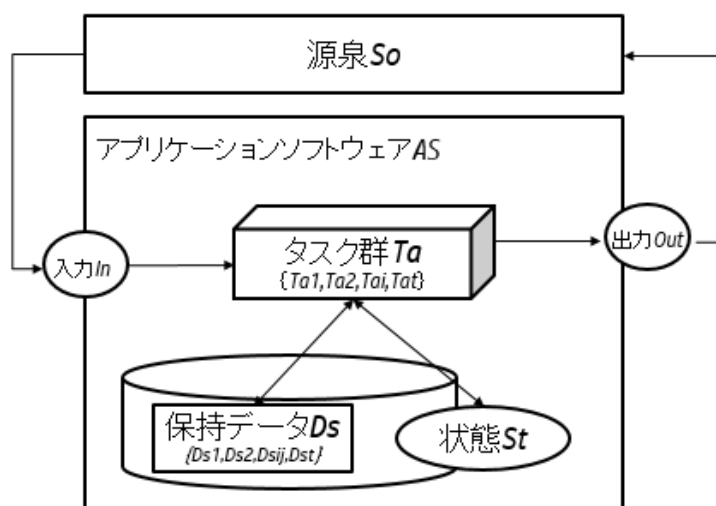 源泉So
アプリケーションソフトウェアAS
タスク群Ta
{Ta1,Ta2,Tai,Tat}
入力In
出力Out
保持データDs
{Ds1,Ds2,Dsij,Dst}
状態St